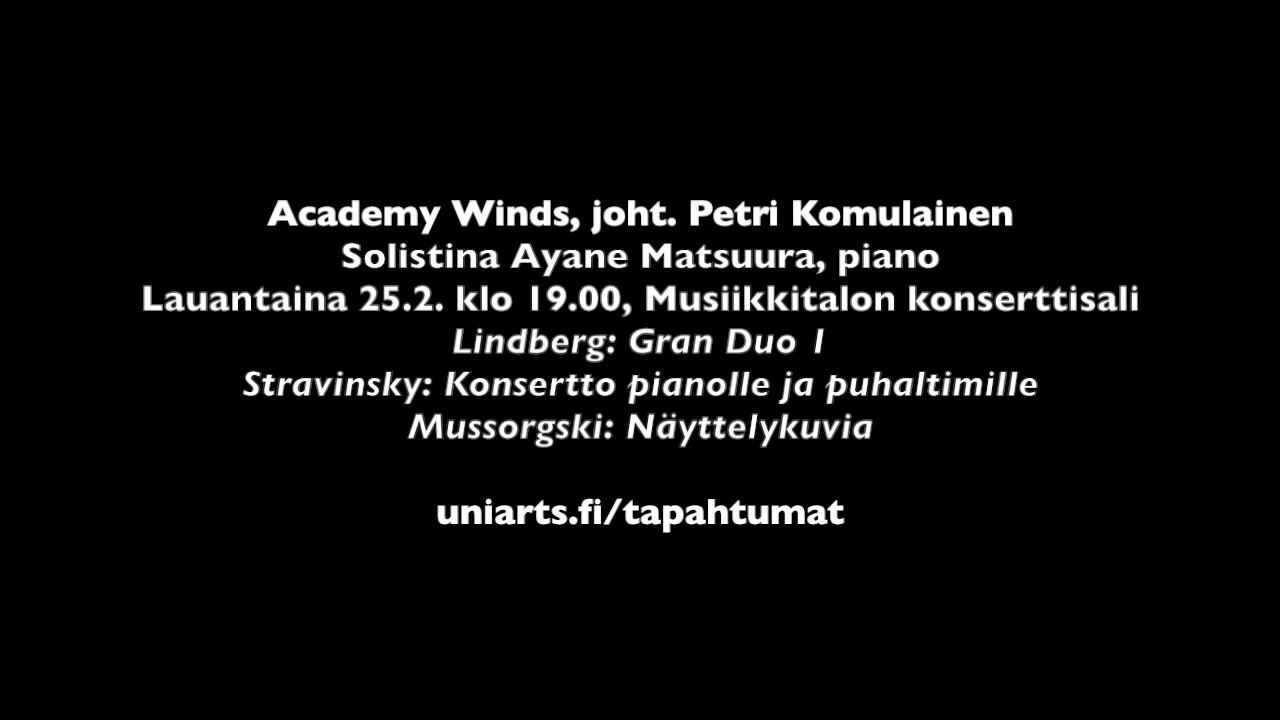 Academy Winds, joht. Petri Komulainen
Solistina Ayane Matsuura, piano
Lauantaina 25.2. klo 19.00, Musiikkitalon konserttisali
Lindberg: Gran Duo 1
Stravinsky: Konsertto pianolle ja puhaltimille
Mussorgski: Näyttelykuvia
uniarts.fi/tapahtumat